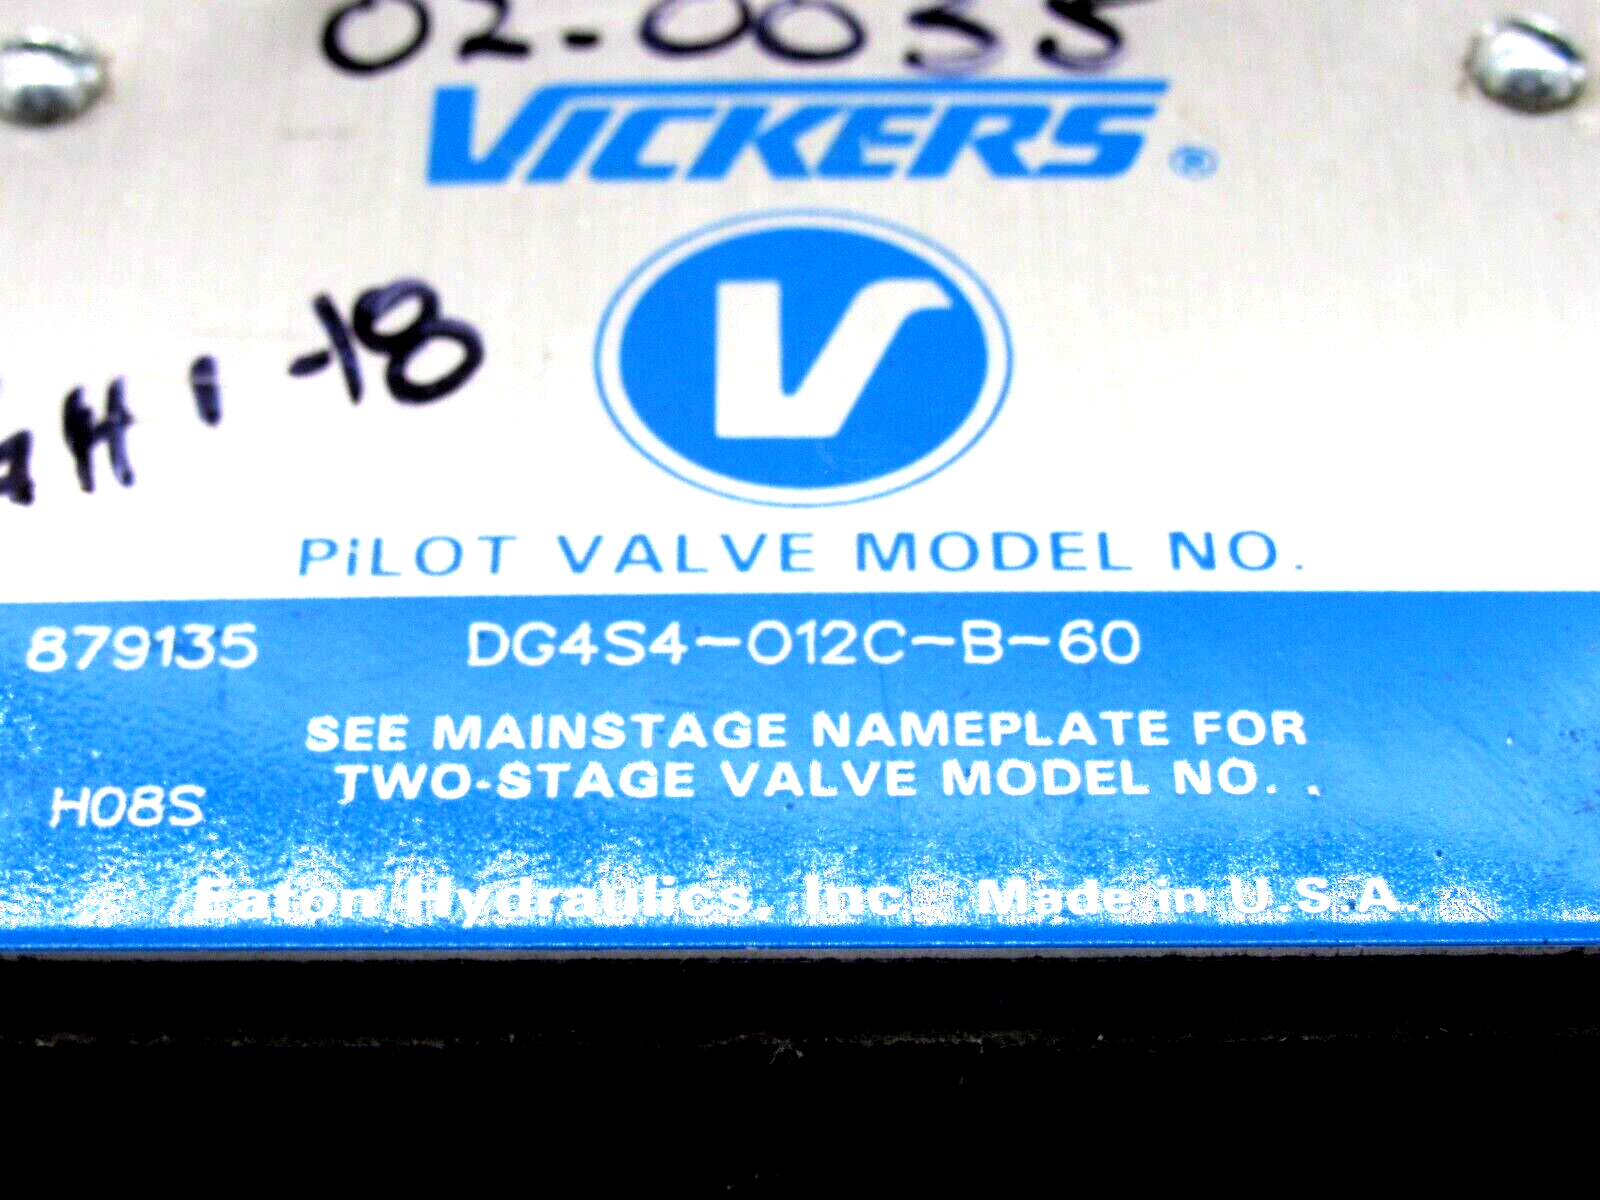 02-0035
VICKERS®
V
H 1 -18
PiLOT VALVE MODEL NO.
879135 DG4S4-012C-B-60
SEE MAINSTAGE NAMEPLATE FOR
TWO-STAGE VALVE MODEL NO. .
H08S
Eaton Hydraulics, Inc. Made in U.S.A.